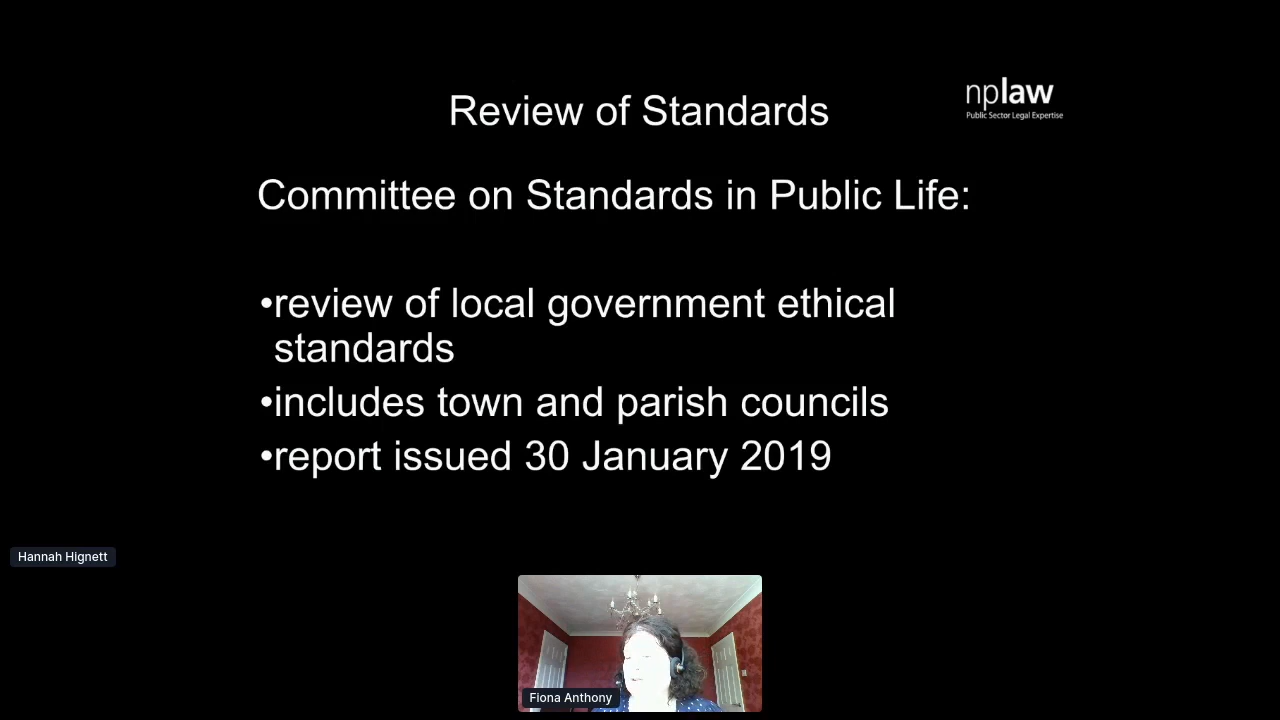 Review of Standards
nplaw
Public Sector Legal Expertise
Committee on Standards in Public Life:
•review of local government ethical
standards
•includes town and parish councils
•report issued 30 January 2019
Hannah Hignett
Fiona Anthony